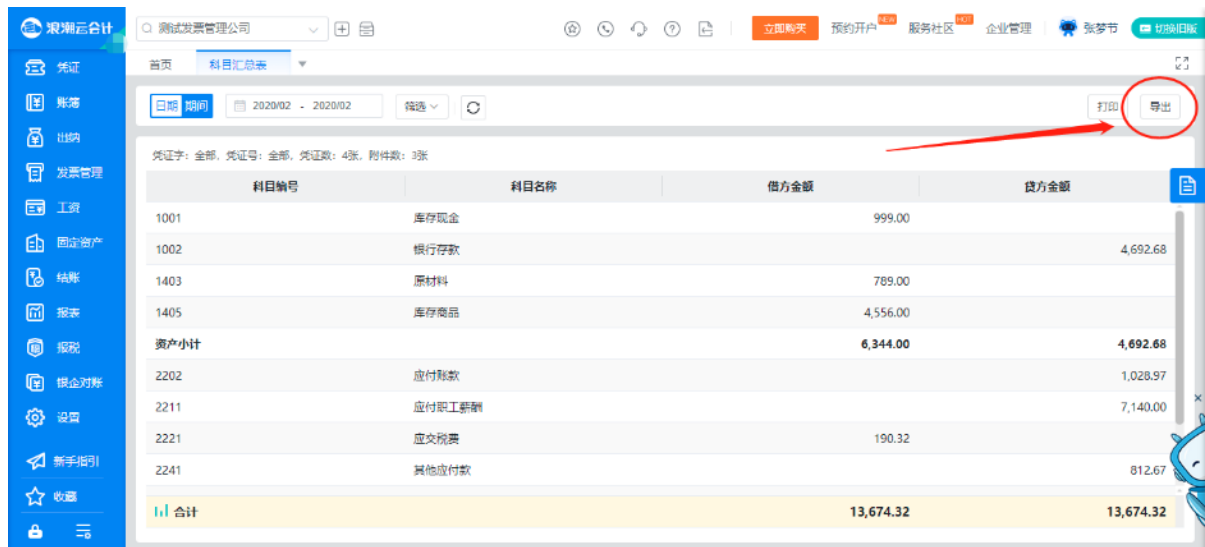 浪潮云会计
测试发票管理公司
立即购买 预约开户 NEW 服务社区 HOT 企业管理 张梦节 切换旧版
凭证
账簿
出纳
发票管理
工资
固定资产
结账
报表
报税
银企对账
设置
新手指引
收藏
首页 科目汇总表
日期 期间 2020/02 - 2020/02 筛选 打印 导出
凭证字：全部，凭证号：全部，凭证数：4张，附件数：3张
科目编号 科目名称 借方金额 贷方金额
1001 库存现金 999.00
1002 银行存款 4,692.68
1403 原材料 789.00
1405 库存商品 4,556.00
资产小计 6,344.00 4,692.68
2202 应付账款 1,028.97
2211 应付职工薪酬 7,140.00
2221 应交税费 190.32
2241 其他应付款 812.67
合计 13,674.32 13,674.32